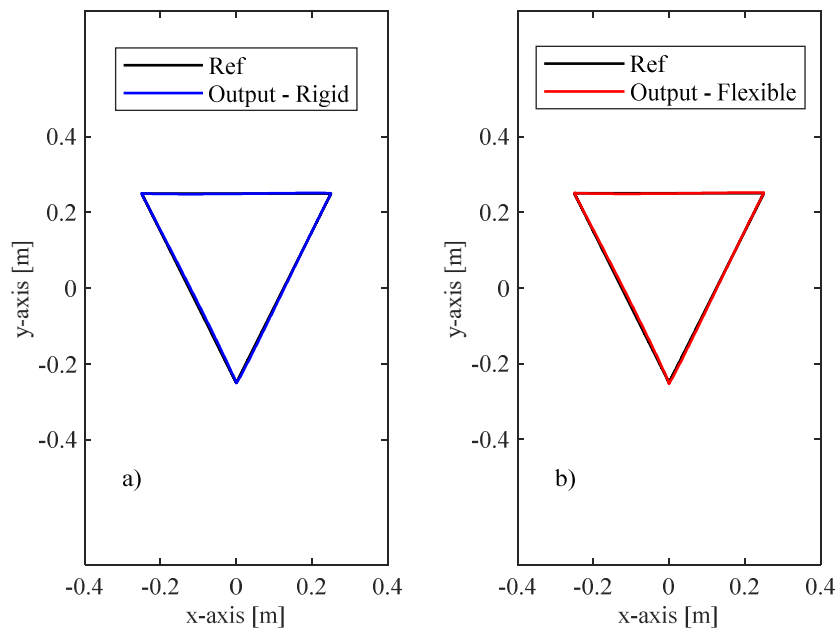 Ref
Output - Rigid
0.4
0.2
0
-0.2
-0.4
y-axis [m]
a)
-0.4 -0.2 0 0.2 0.4
x-axis [m]
Ref
Output - Flexible
0.4
0.2
0
-0.2
-0.4
y-axis [m]
b)
-0.4 -0.2 0 0.2 0.4
x-axis [m]